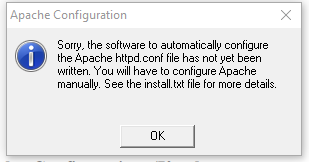 Apache Configuration
Sorry, the software to automatically configure
the Apache httpd.conf file has not yet been
written. You will have to configure Apache
manually. See the install.txt file for more details.
OK